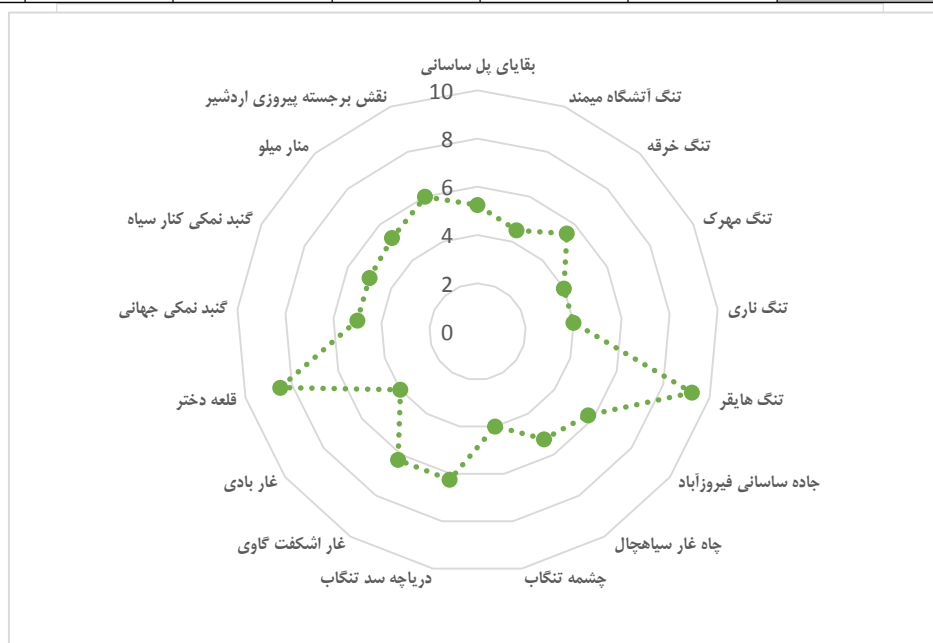 بقایای پل ساسانی
تنگ آتشگاه میمند
تنگ خرقه
تنگ مهرک
تنگ ناری
تنگ هایقر
جاده ساسانی فیروزآباد
چاه غار سیاهچال
چشمه تنگاب
دریاچه سد تنگاب
غار اشکفت گاوی
غار بادی
قلعه دختر
گنبد نمکی جهانی
گنبد نمکی کنار سیاه
منار میلو
نقش برجسته پیروزی اردشیر
10
8
6
4
2
0